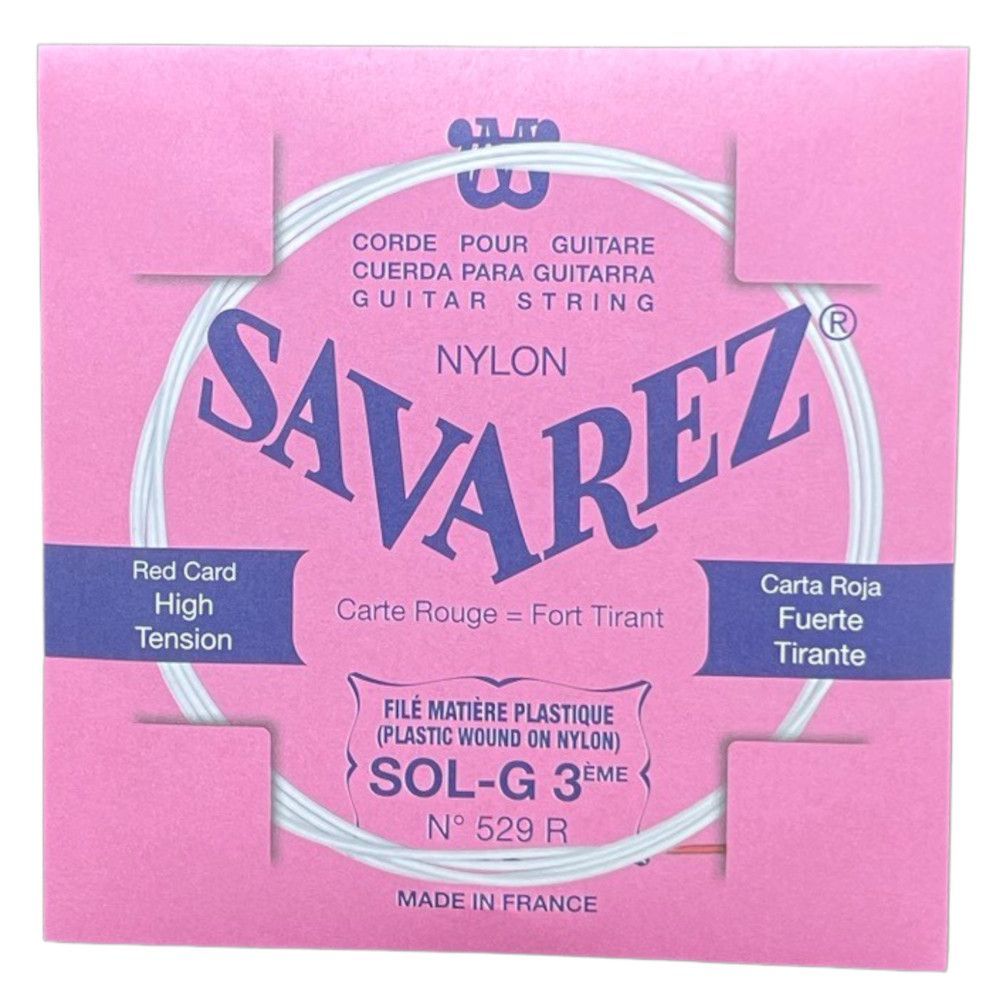 CORDE POUR GUITARE
CUERDA PARA GUITARRA
GUITAR STRING
NYLON
SAVAREZ®
Red Card
High
Tension
Carte Rouge = Fort Tirant
Carta Roja
Fuerte
Tirante
FILÉ MATIÈRE PLASTIQUE
(PLASTIC WOUND ON NYLON)
SOL-G 3ÈME
N° 529 R
MADE IN FRANCE